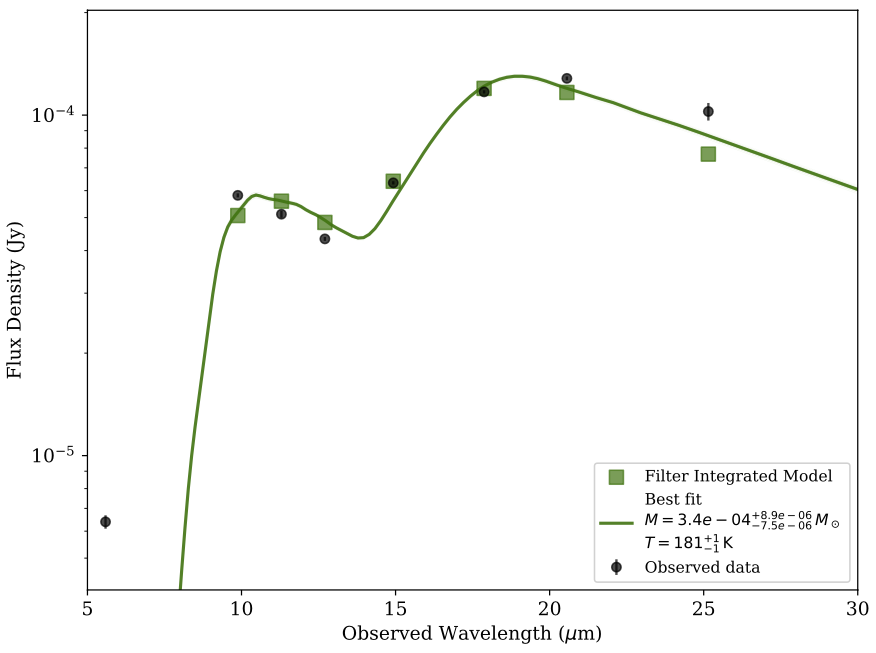 Flux Density (Jy)
10⁻⁴
10⁻⁵
5 10 15 20 25 30
Observed Wavelength (μm)
Filter Integrated Model
Best fit
M = 3.4e − 04^{+8.9e−06}_{−7.5e−06} M_⊙
T = 181^{+1}_{−1} K
Observed data